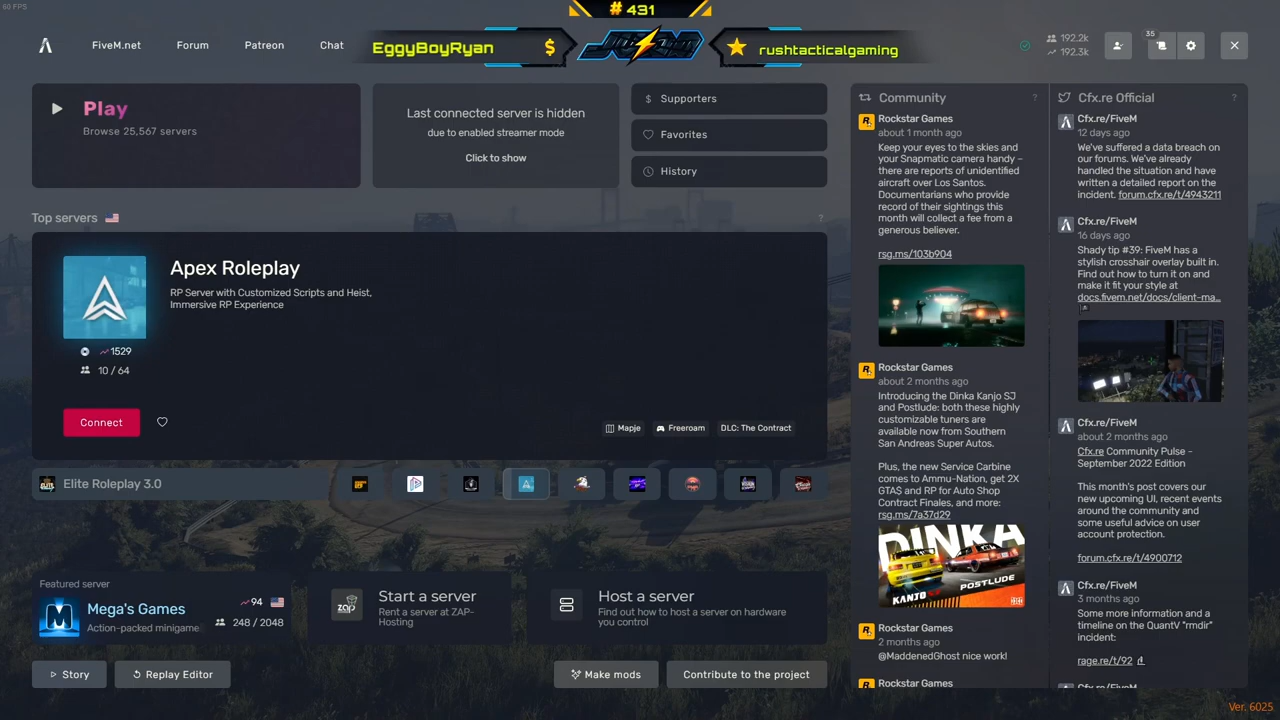 60 FPS
# 431
FiveM.net
Forum
Patreon
Chat
EggyBoyRyan
$
rushtacticalgaming
192.2k
192.3k
35
Play
Browse 25,567 servers
Last connected server is hidden
due to enabled streamer mode
Click to show
$ Supporters
Favorites
History
Top servers
?
Apex Roleplay
RP Server with Customized Scripts and Heist,
Immersive RP Experience
1529
10 / 64
Connect
Mapje
Freeroam
DLC: The Contract
Elite Roleplay 3.0
Featured server
Mega's Games
Action-packed minigame
94
248 / 2048
ZAP
Start a server
Rent a server at ZAP-
Hosting
Host a server
Find out how to host a server on hardware
you control
Story
Replay Editor
Make mods
Contribute to the project
Community
?
Rockstar Games
about 1 month ago
Keep your eyes to the skies and
your Snapmatic camera handy –
there are reports of unidentified
aircraft over Los Santos.
Documentarians who provide
record of their sightings this
month will collect a fee from a
generous believer.
rsg.ms/103b904
Rockstar Games
about 2 months ago
Introducing the Dinka Kanjo SJ
and Postlude: both these highly
customizable tuners are
available now from Southern
San Andreas Super Autos.
Plus, the new Service Carbine
comes to Ammu-Nation, get 2X
GTA$ and RP for Auto Shop
Contract Finales, and more:
rsg.ms/7a37d29
DINKA
KANJO
POSTLUDE
Rockstar Games
2 months ago
@MaddenedGhost nice work!
Rockstar Games
Cfx.re Official
?
Cfx.re/FiveM
12 days ago
We've suffered a data breach on
our forums. We've already
handled the situation and have
written a detailed report on the
incident. forum.cfx.re/t/4943211
Cfx.re/FiveM
16 days ago
Shady tip #39: FiveM has a
stylish crosshair overlay built in.
Find out how to turn it on and
make it fit your style at
docs.fivem.net/docs/client-ma...
Cfx.re/FiveM
about 2 months ago
Cfx.re Community Pulse -
September 2022 Edition
This month's post covers our
new upcoming UI, recent events
around the community and
some useful advice on user
account protection.
forum.cfx.re/t/4900712
Cfx.re/FiveM
3 months ago
Some more information and a
timeline on the QuantV "rmdir"
incident:
rage.re/t/92
Cfx.re/FiveM
Ver. 6025